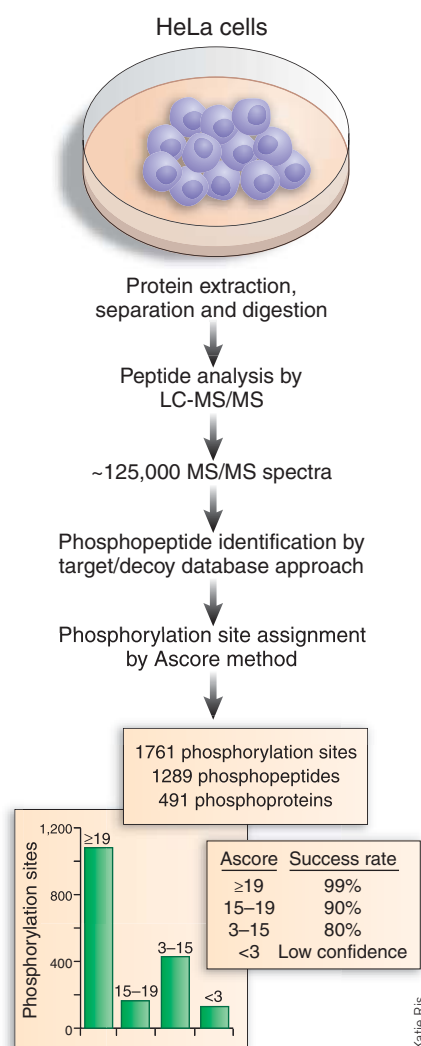 HeLa cells
Protein extraction,
separation and digestion
Peptide analysis by
LC-MS/MS
~125,000 MS/MS spectra
Phosphopeptide identification by
target/decoy database approach
Phosphorylation site assignment
by Ascore method
1761 phosphorylation sites
1289 phosphopeptides
491 phosphoproteins
Phosphorylation sites
1,200
800
400
0
≥19
15–19
3–15
<3
Ascore Success rate
≥19 99%
15–19 90%
3–15 80%
<3 Low confidence
Katie Ris